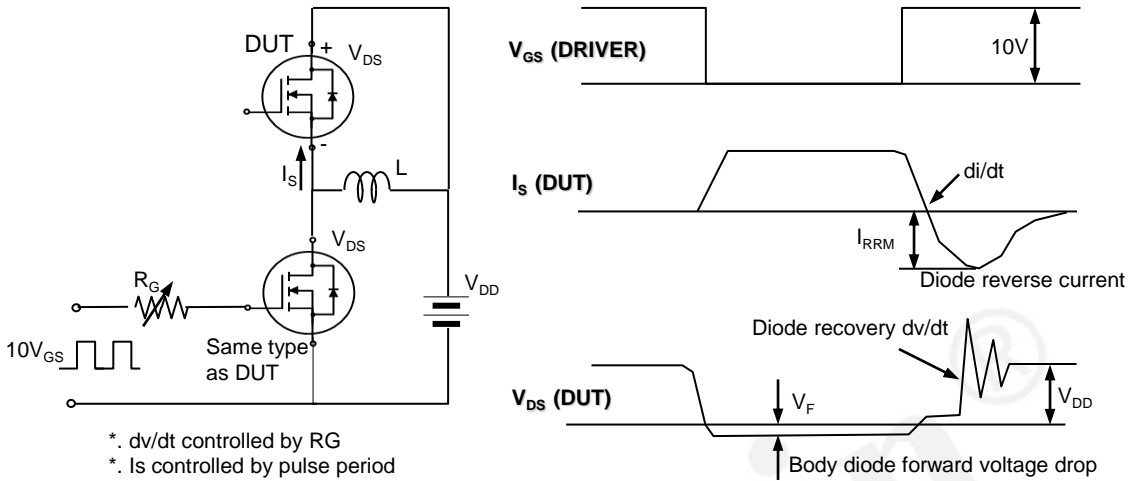 DUT
+
V_DS
-
I_S
L
V_DS
R_G
V_DD
10V_GS
Same type
as DUT
*. dv/dt controlled by RG
*. Is controlled by pulse period
V_GS (DRIVER)
10V
I_S (DUT)
di/dt
I_RRM
Diode reverse current
Diode recovery dv/dt
V_DS (DUT)
V_F
V_DD
Body diode forward voltage drop